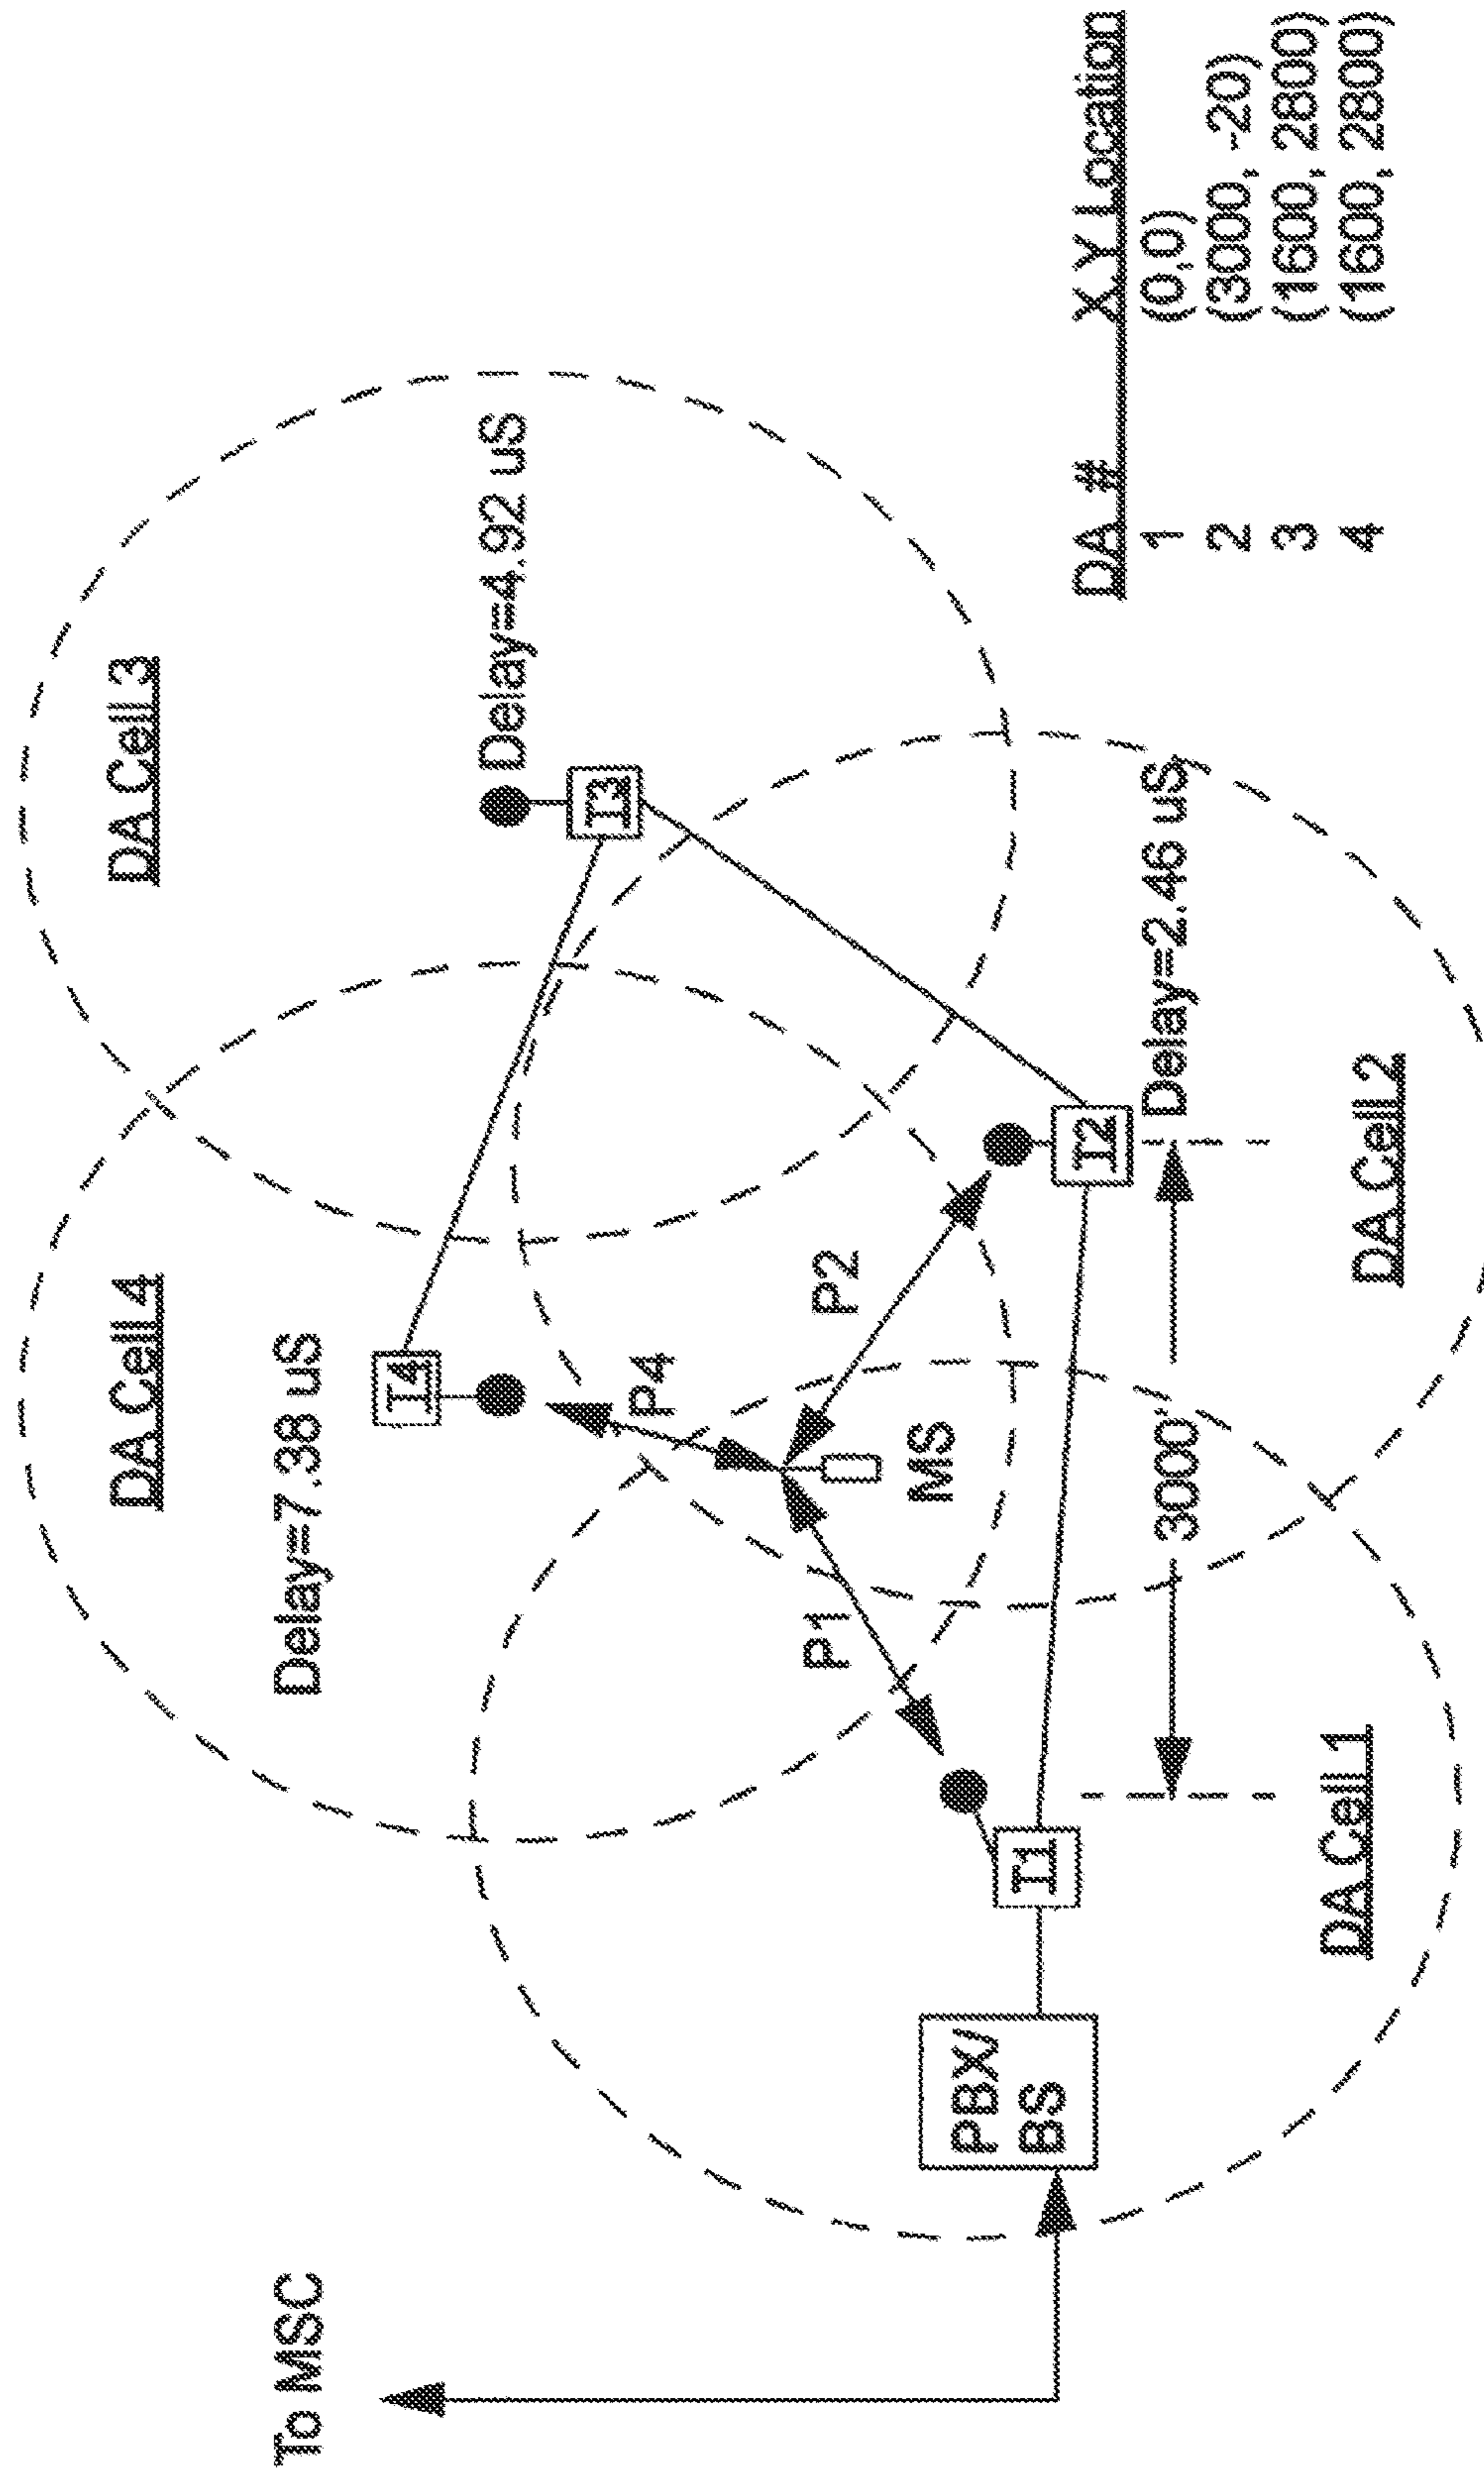 To MSC
DA Cell 4
DA Cell 3
Delay=7.38 uS
T4
Delay=4.92 uS
T3
P4
P1
P2
MS
PBX/
BS
T1
T2
Delay=2.46 uS
3000'
DA Cell 1
DA Cell 2
DA # X,Y Location
1 (0,0)
2 (3000, -20)
3 (1600, 2800)
4 (1600, 2800)